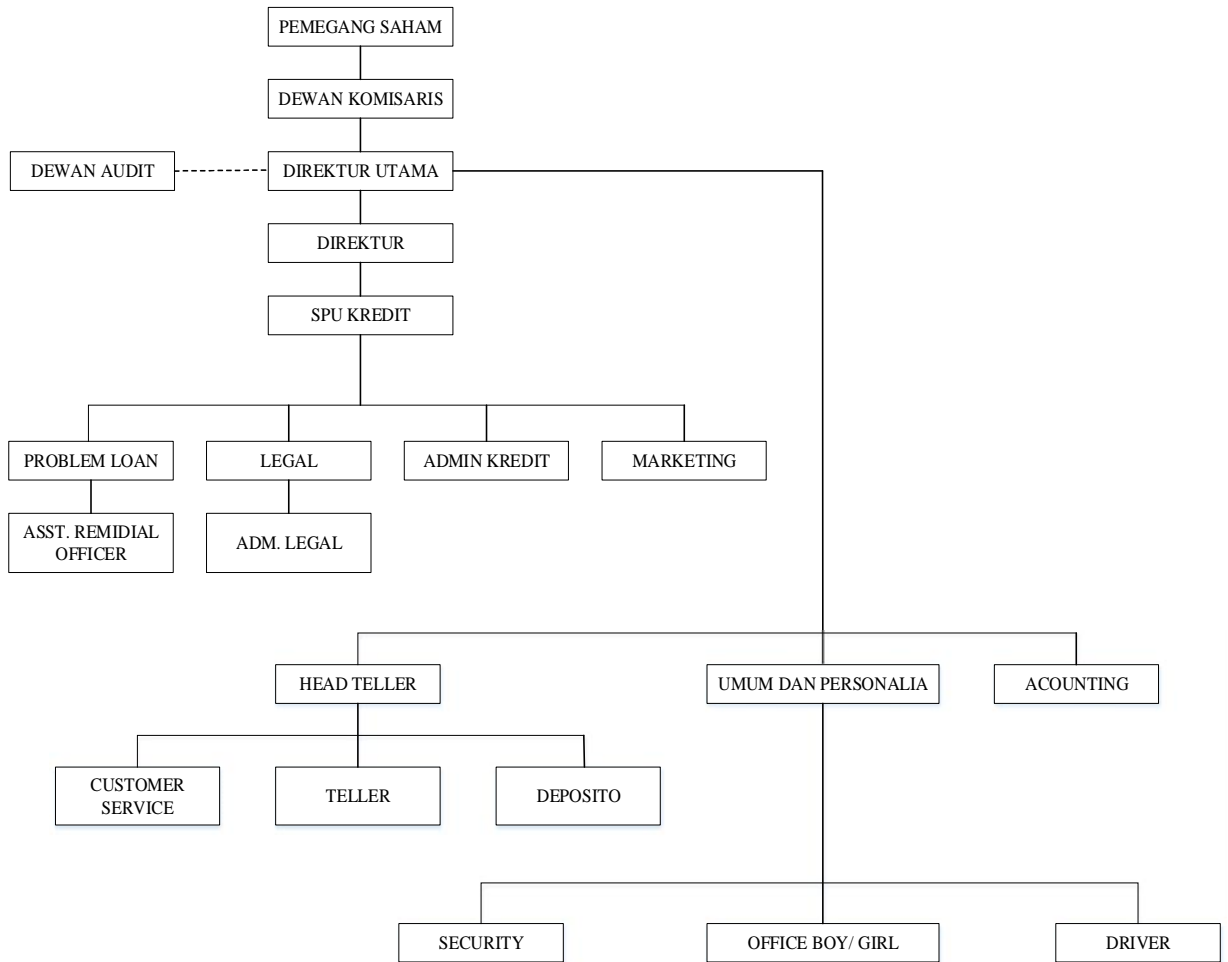 PEMEGANG SAHAM
DEWAN KOMISARIS
DEWAN AUDIT
DIREKTUR UTAMA
DIREKTUR
SPU KREDIT
PROBLEM LOAN
LEGAL
ADMIN KREDIT
MARKETING
ASST. REMIDIAL
OFFICER
ADM. LEGAL
HEAD TELLER
UMUM DAN PERSONALIA
ACOUNTING
CUSTOMER
SERVICE
TELLER
DEPOSITO
SECURITY
OFFICE BOY/ GIRL
DRIVER